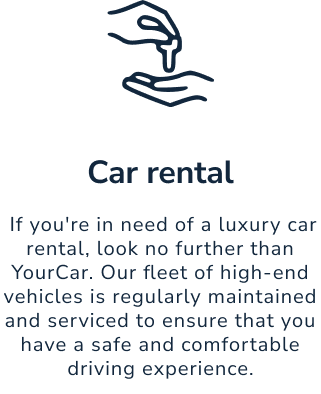 Car rental
If you're in need of a luxury car
rental, look no further than
YourCar. Our fleet of high-end
vehicles is regularly maintained
and serviced to ensure that you
have a safe and comfortable
driving experience.